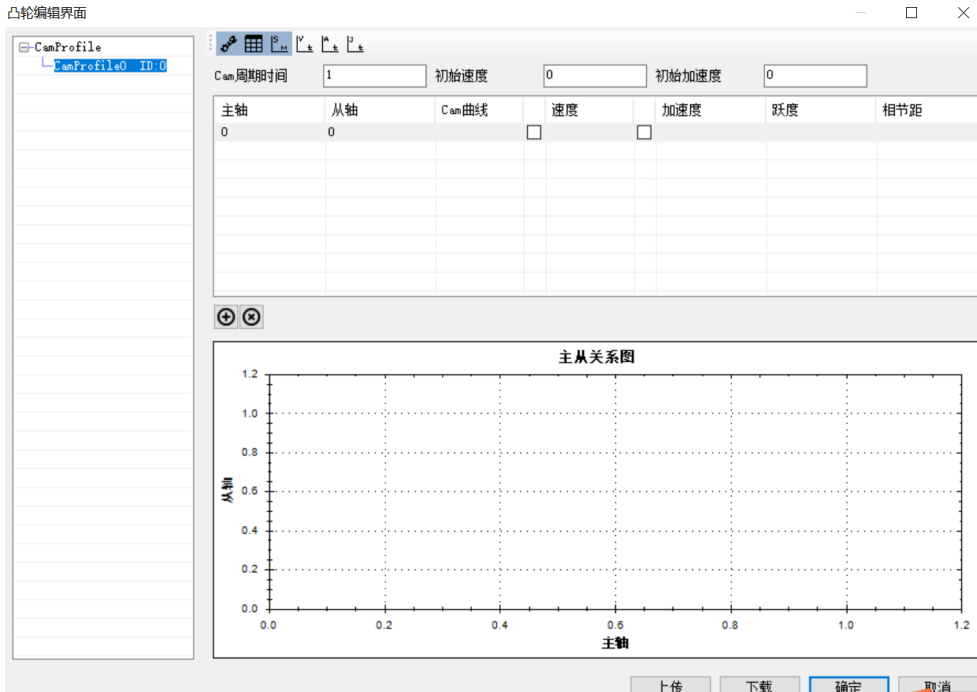 凸轮编辑界面
CamProfile
CamProfile0 ID:0
S M V t A t J t
Cam周期时间 1 初始速度 0 初始加速度 0
主轴 从轴 Cam曲线 速度 加速度 跃度 相节距
0 0
主从关系图
1.2
1.0
0.8
从轴
0.6
0.4
0.2
0.0
0.0 0.2 0.4 0.6 0.8 1.0 1.2
主轴
上传 下载 确定 取消